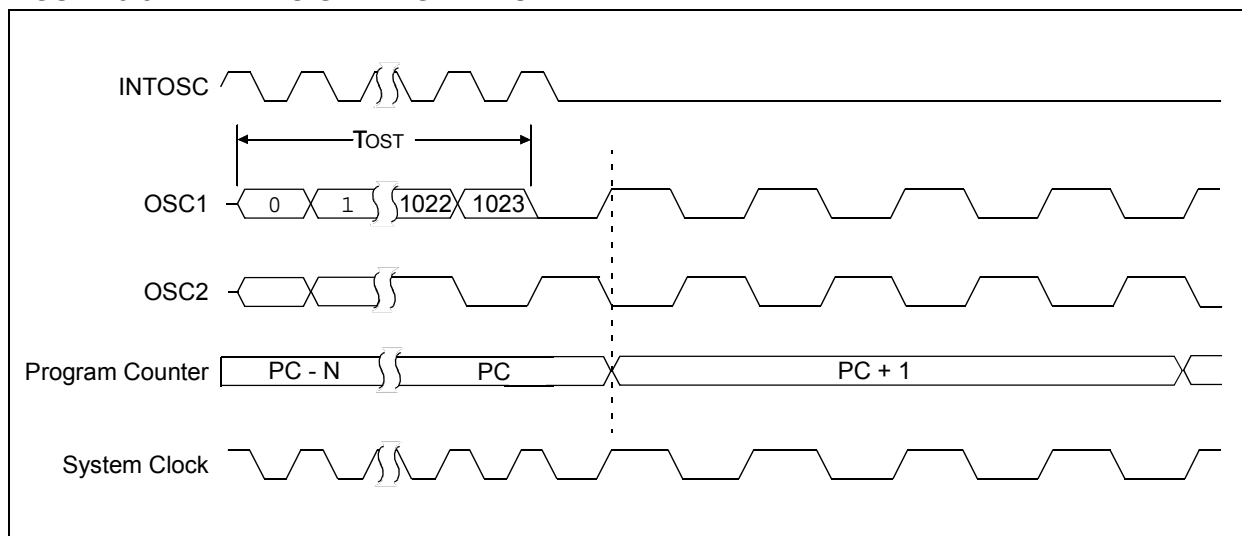 INTOSC
TOST
OSC1 0 1 1022 1023
OSC2
Program Counter PC - N PC PC + 1
System Clock